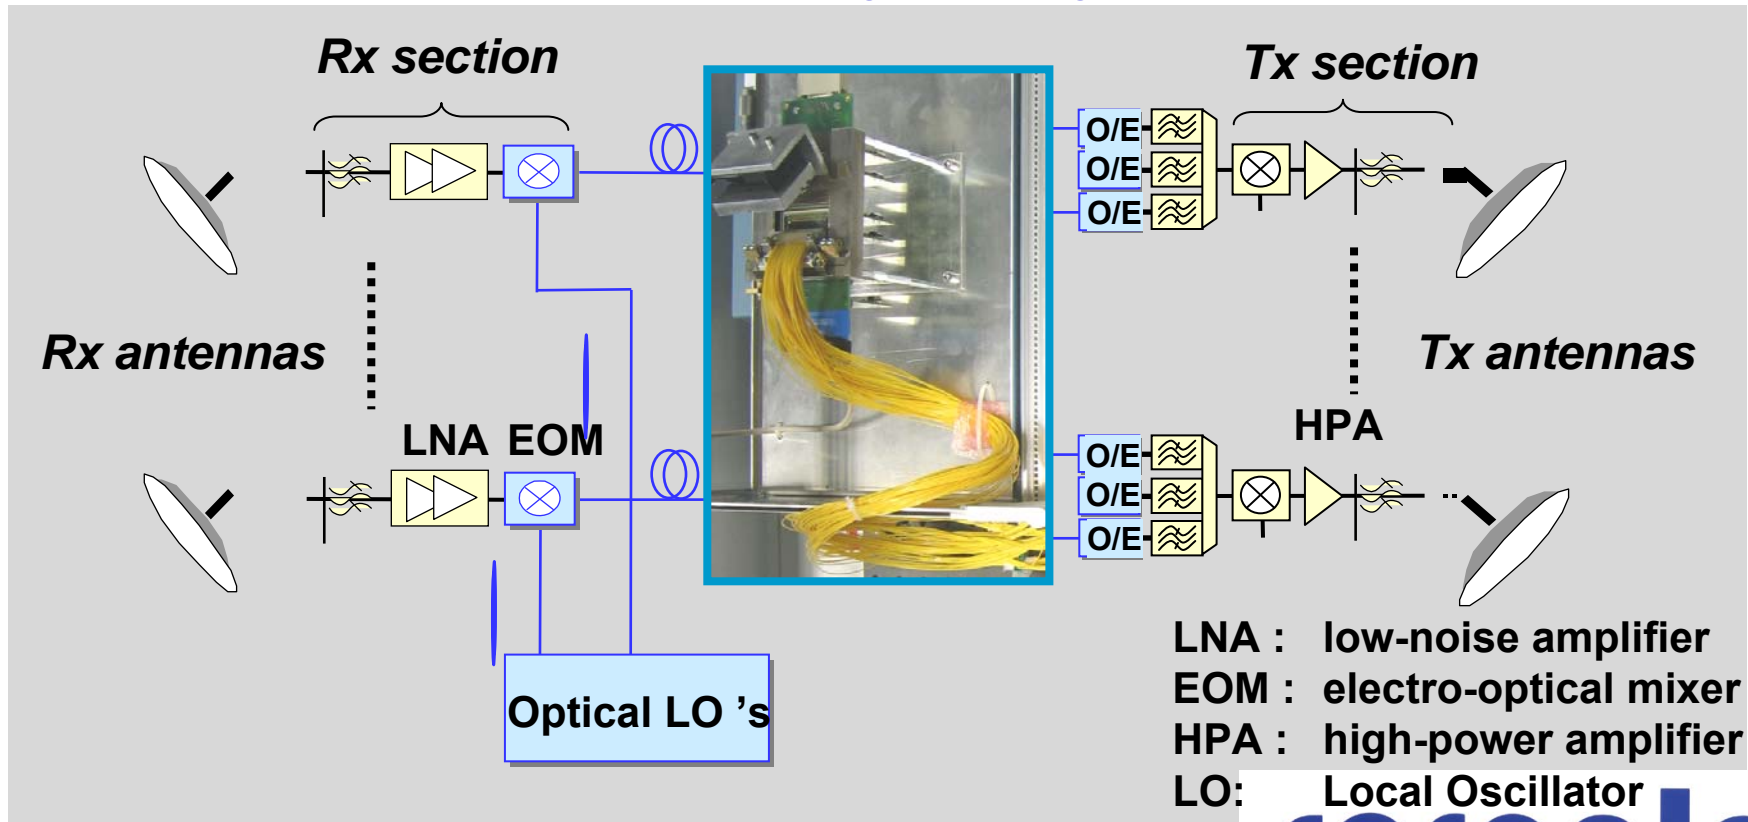 Rx section
Tx section
O/E
O/E
O/E
Rx antennas
Tx antennas
LNA EOM
HPA
O/E
O/E
O/E
Optical LO 's
LNA : low-noise amplifier
EOM : electro-optical mixer
HPA : high-power amplifier
LO: Local Oscillator